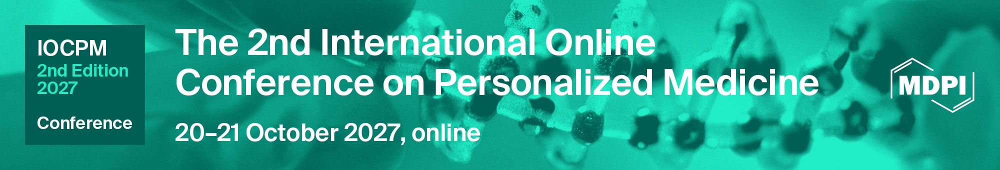 IOCPM
2nd Edition
2027
Conference
The 2nd International Online
Conference on Personalized Medicine
20–21 October 2027, online
MDPI